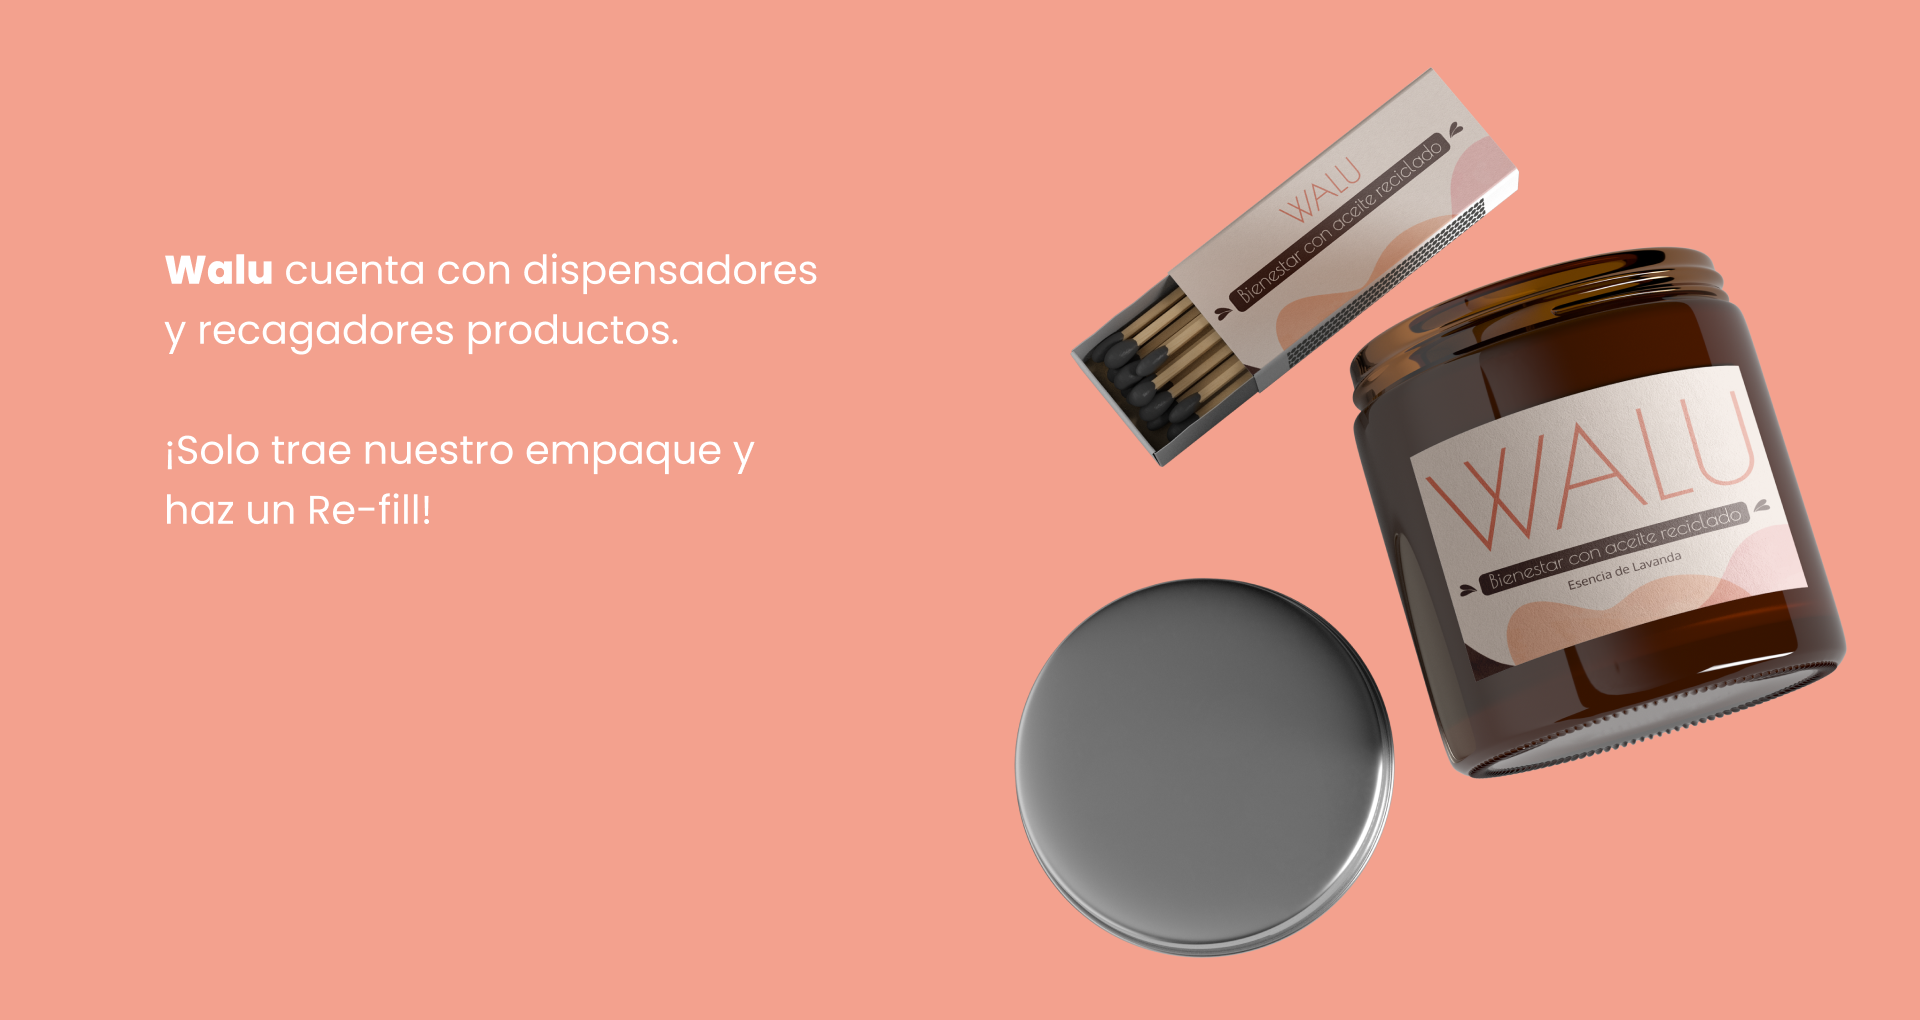 Walu cuenta con dispensadores
y recagadores productos.
¡Solo trae nuestro empaque y
haz un Re-fill!
WALU
Bienestar con aceite reciclado
WALU
Bienestar con aceite reciclado
Esencia de Lavanda